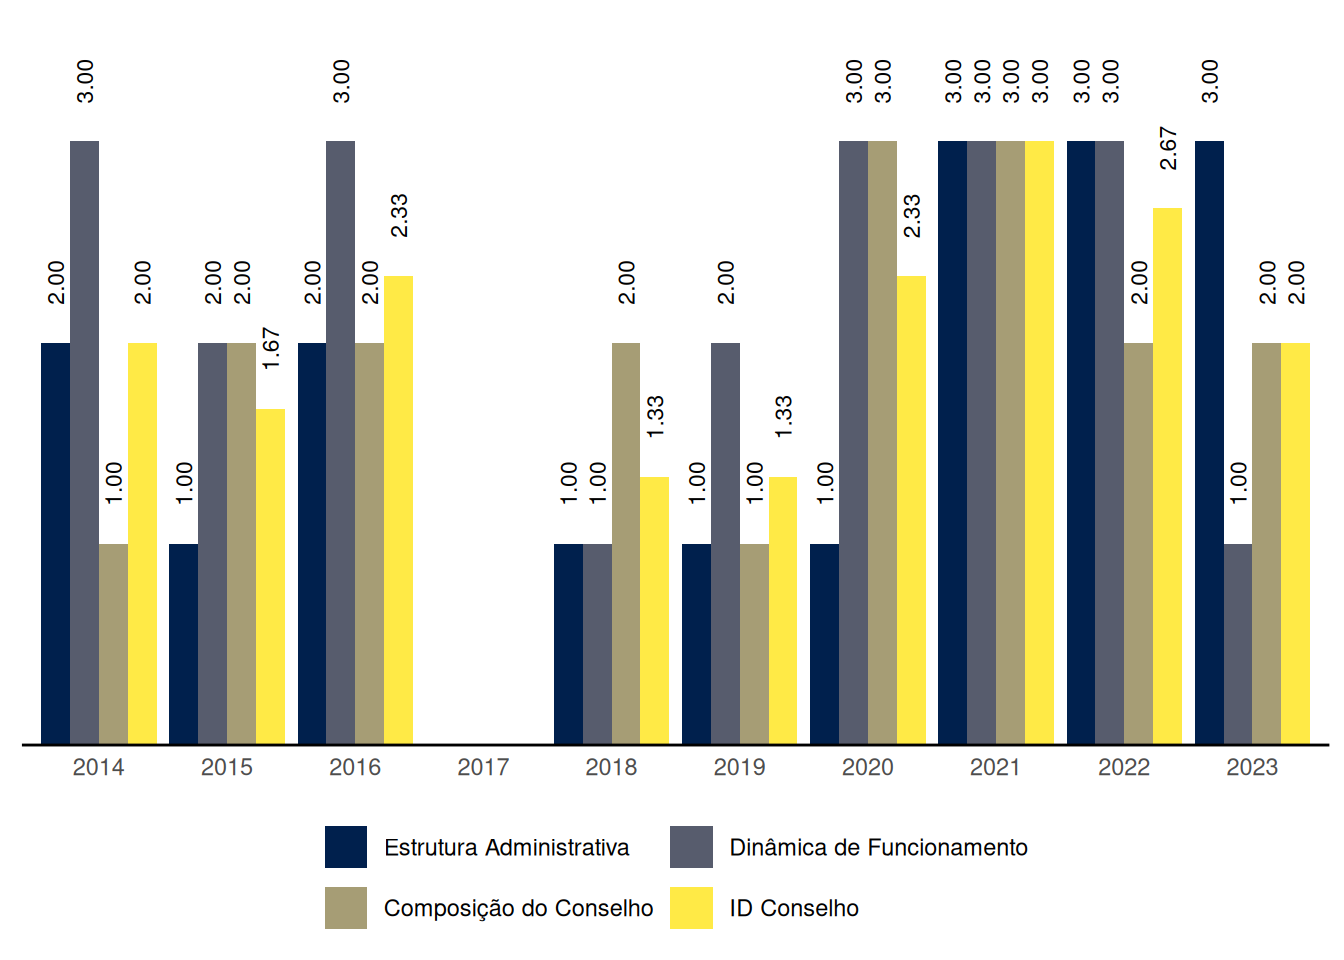 3.00 3.00 3.00 3.00 3.00 3.00 3.00 3.00 3.00 3.00 3.00
2.67
2.33 2.33
2.00 2.00 2.00 2.00 2.00 2.00 2.00 2.00 2.00 2.00 2.00
1.67
1.33 1.33
1.00 1.00 1.00 1.00 1.00 1.00 1.00 1.00
2014 2015 2016 2017 2018 2019 2020 2021 2022 2023
Estrutura Administrativa Dinâmica de Funcionamento
Composição do Conselho ID Conselho